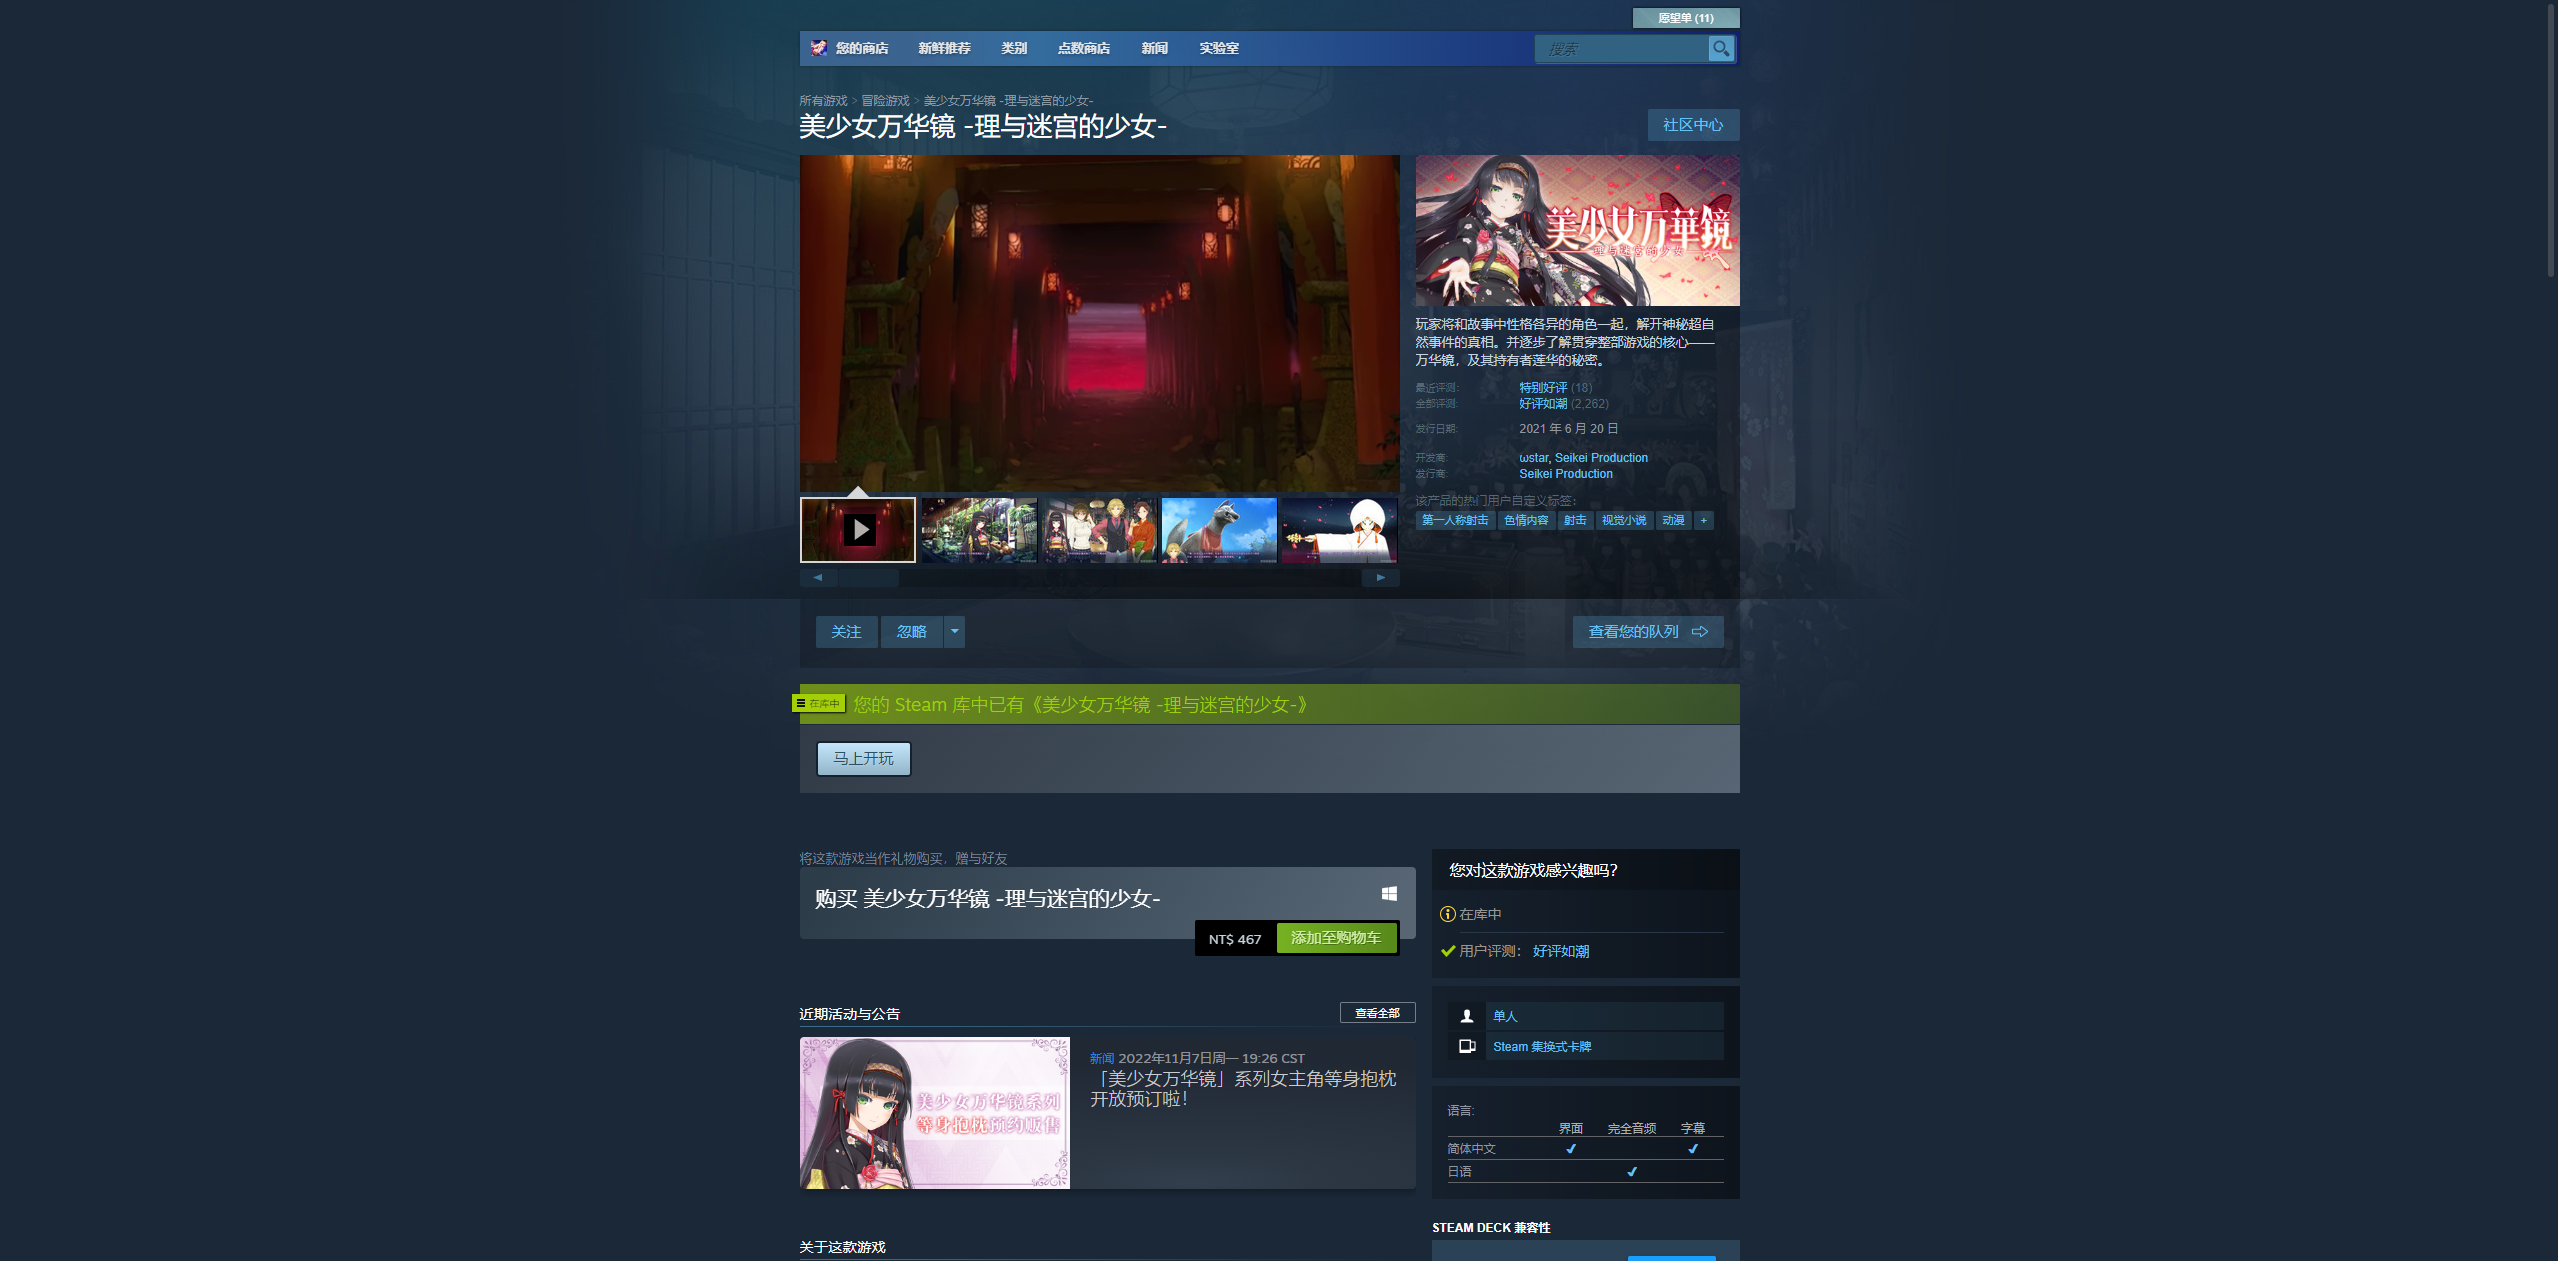 愿望单 (11)
您的商店 新鲜推荐 类别 点数商店 新闻 实验室 搜索
所有游戏 > 冒险游戏 > 美少女万华镜 -理与迷宫的少女-
美少女万华镜 -理与迷宫的少女-
社区中心
美少女万華鏡
理与迷宫的少女
玩家将和故事中性格各异的角色一起，解开神秘超自
然事件的真相。并逐步了解贯穿整部游戏的核心——
万华镜，及其持有者莲华的秘密。
最近评测: 特别好评 (18)
全部评测: 好评如潮 (2,262)
发行日期: 2021 年 6 月 20 日
开发商: ωstar, Seikei Production
发行商: Seikei Production
该产品的热门用户自定义标签:
第一人称射击 色情内容 射击 视觉小说 动漫 +
关注 忽略
查看您的队列
在库中 您的 Steam 库中已有《美少女万华镜 -理与迷宫的少女-》
马上开玩
将这款游戏当作礼物购买，赠与好友
购买 美少女万华镜 -理与迷宫的少女-
NT$ 467 添加至购物车
近期活动与公告 查看全部
美少女万华镜系列
等身抱枕预约贩售
新闻 2022年11月7日周一 19:26 CST
「美少女万华镜」系列女主角等身抱枕
开放预订啦！
关于这款游戏
您对这款游戏感兴趣吗?
在库中
用户评测: 好评如潮
单人
Steam 集换式卡牌
语言:
界面 完全音频 字幕
简体中文 ✔ ✔
日语 ✔
STEAM DECK 兼容性